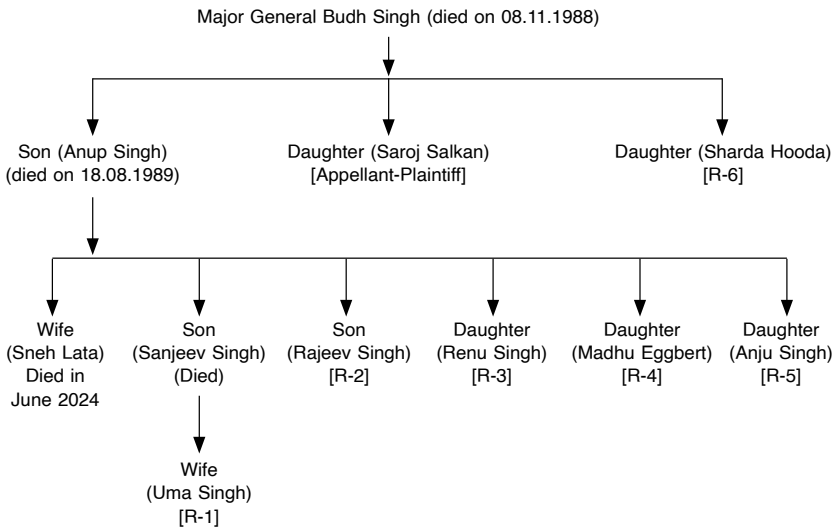 Major General Budh Singh (died on 08.11.1988)
Son (Anup Singh)
(died on 18.08.1989)
Daughter (Saroj Salkan)
[Appellant-Plaintiff]
Daughter (Sharda Hooda)
[R-6]
Wife
(Sneh Lata)
Died in
June 2024
Son
(Sanjeev Singh)
(Died)
Son
(Rajeev Singh)
[R-2]
Daughter
(Renu Singh)
[R-3]
Daughter
(Madhu Eggbert)
[R-4]
Daughter
(Anju Singh)
[R-5]
Wife
(Uma Singh)
[R-1]